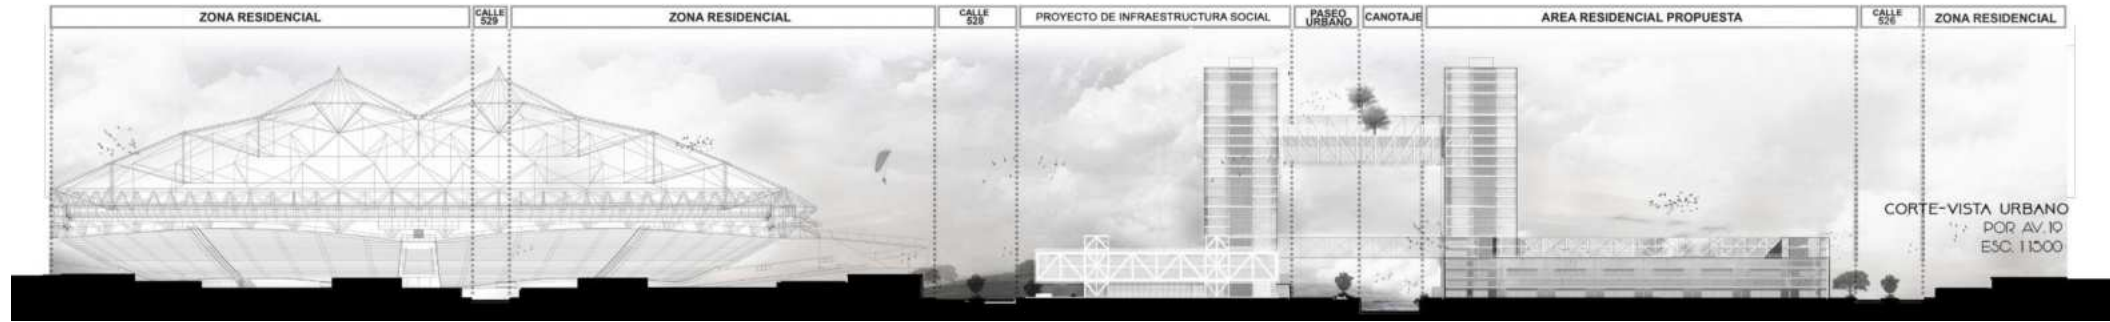 ZONA RESIDENCIAL
CALLE
529
ZONA RESIDENCIAL
CALLE
528
PROYECTO DE INFRAESTRUCTURA SOCIAL
PASEO
URBANO
CANOTAJE
AREA RESIDENCIAL PROPUESTA
CALLE
526
ZONA RESIDENCIAL
CORTE-VISTA URBANO
POR AV.19
ESC. 1:1500